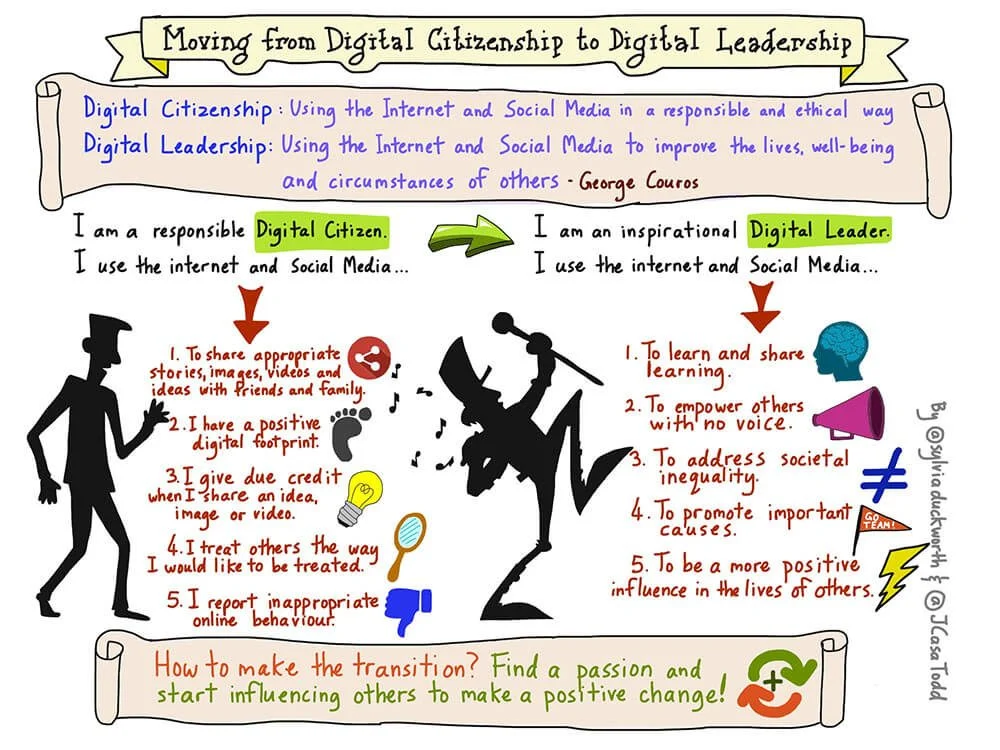 Moving from Digital Citizenship to Digital Leadership
Digital Citizenship: Using the Internet and Social Media in a responsible and ethical way
Digital Leadership: Using the Internet and Social Media to improve the lives, well-being
and circumstances of others - George Couros
I am a responsible Digital Citizen.
I use the internet and Social Media...
I am an inspirational Digital Leader.
I use the internet and Social Media...
1. To share appropriate
stories, images, videos and
ideas with friends and family.
2. I have a positive
digital footprint.
3. I give due credit
when I share an idea,
image or video.
4. I treat others the way
I would like to be treated.
5. I report inappropriate
online behaviour.
1. To learn and share
learning.
2. To empower others
with no voice.
3. To address societal
inequality.
4. To promote important
causes.
GO
TEAM!
5. To be a more positive
influence in the lives of others.
By @sylviaduckworth & @JCasaTodd
How to make the transition? Find a passion and
start influencing others to make a positive change!